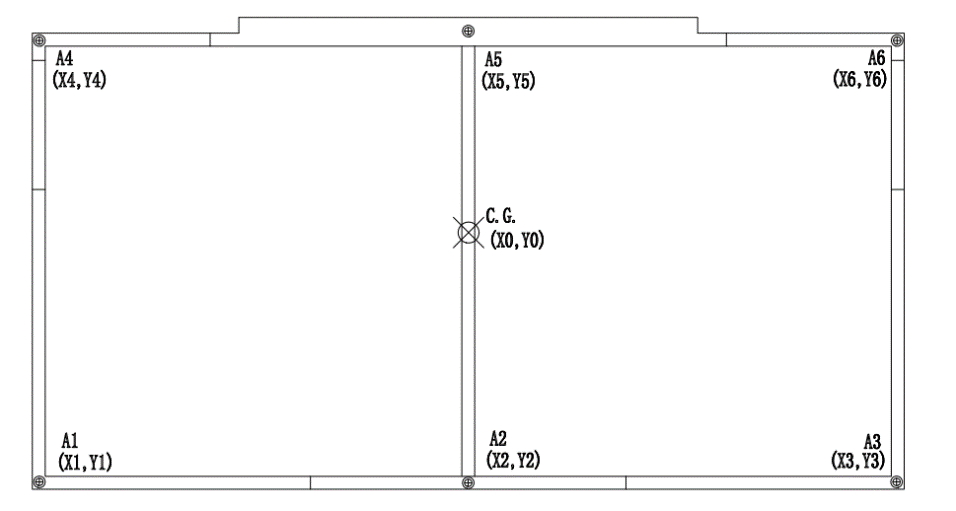 A4
(X4,Y4)
A5
(X5,Y5)
A6
(X6,Y6)
C.G.
(X0,Y0)
A1
(X1,Y1)
A2
(X2,Y2)
A3
(X3,Y3)